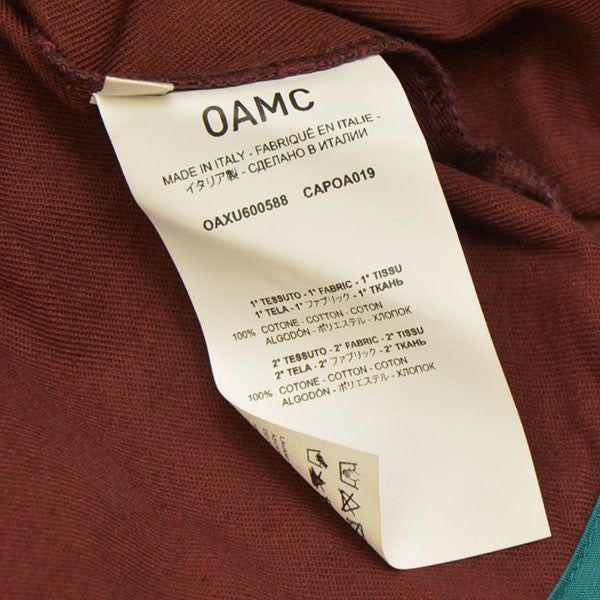 OAMC
MADE IN ITALY - FABRIQUÉ EN ITALIE -
イタリア製 - СДЕЛАНО В ИТАЛИИ
OAXU600588 CAPOA019
1° TESSUTO - 1° FABRIC - 1° TISSU
1° TELA - 1° ファブリック - 1° ТКАНЬ
100% COTONE - COTTON - COTON
ALGODÓN - ポリエステル - ХЛОПОК
2° TESSUTO - 2° FABRIC - 2° TISSU
2° TELA - 2° ファブリック - 2° ТКАНЬ
100% COTONE - COTTON - COTON
ALGODÓN - ポリエステル - ХЛОПОК